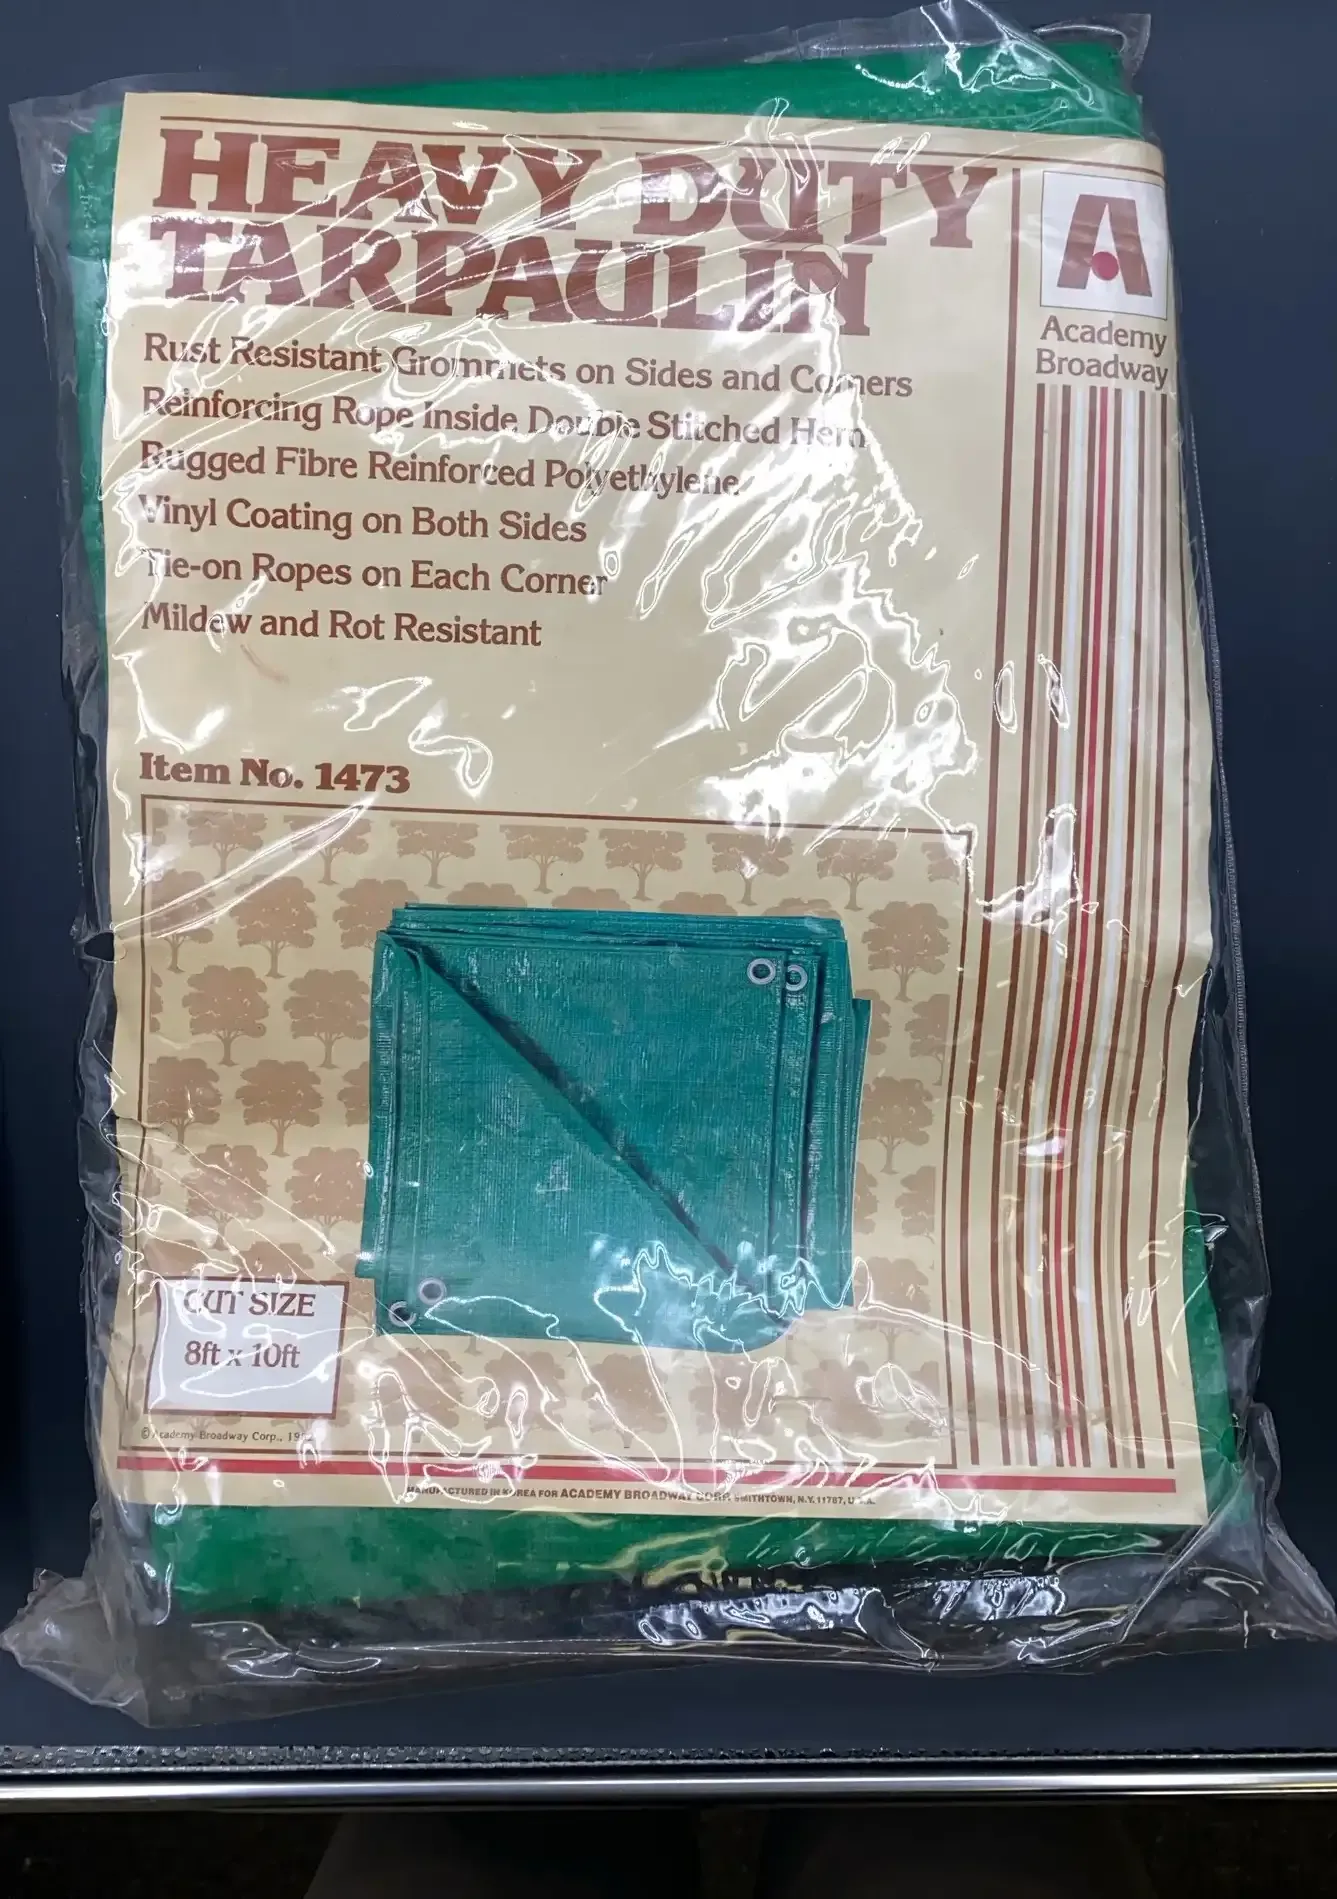 HEAVY DUTY
TARPAULIN
A
Academy
Broadway
Rust Resistant Grommets on Sides and Corners
Reinforcing Rope Inside Double Stitched Hem
Rugged Fibre Reinforced Polyethylene
Vinyl Coating on Both Sides
Tie-on Ropes on Each Corner
Mildew and Rot Resistant
Item No. 1473
CUT SIZE
8ft x 10ft
© Academy Broadway Corp.,
MANUFACTURED IN KOREA FOR ACADEMY BROADWAY CORP. SMITHTOWN, N.Y. 11787, U.S.A.